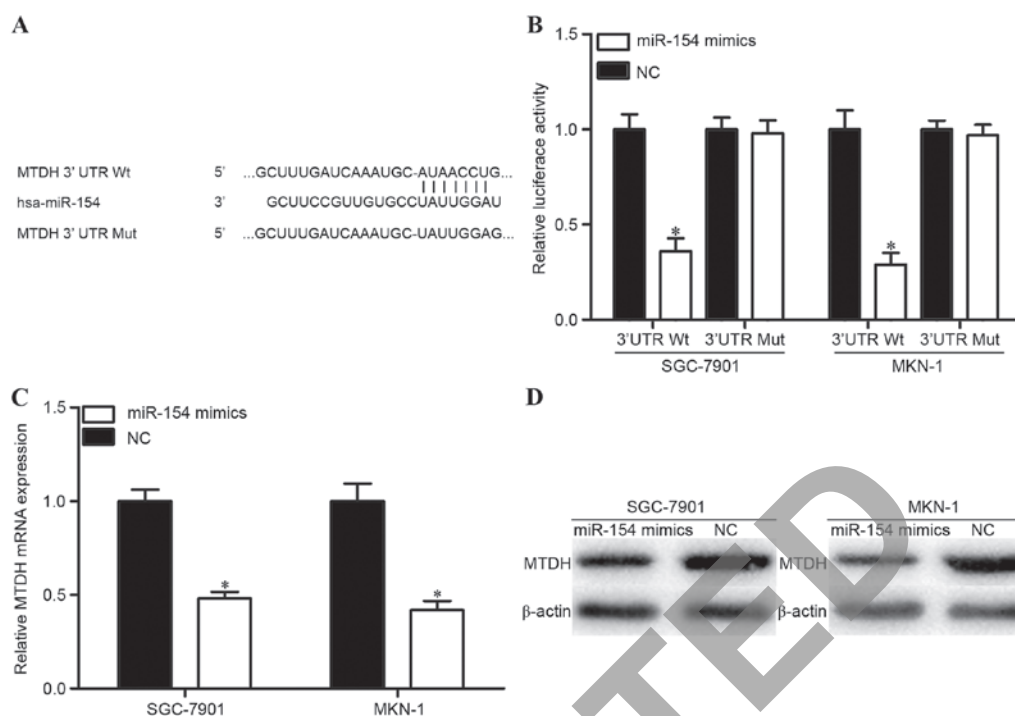 A
MTDH 3' UTR Wt 5' ...GCUUUGAUCAAAUGC-AUAACCUG...
hsa-miR-154 3' GCUUCCGUUGUGCCUAUUGGAU
MTDH 3' UTR Mut 5' ...GCUUUGAUCAAAUGC-UAUUGGAG...
B
miR-154 mimics
NC
Relative luciferace activity
1.5
1.0
0.5
0.0
*
*
3'UTR Wt 3'UTR Mut 3'UTR Wt 3'UTR Mut
SGC-7901 MKN-1
C
miR-154 mimics
NC
Relative MTDH mRNA expression
1.5
1.0
0.5
0.0
*
*
SGC-7901 MKN-1
D
SGC-7901 MKN-1
miR-154 mimics NC miR-154 mimics NC
MTDH MTDH
β-actin β-actin
TED